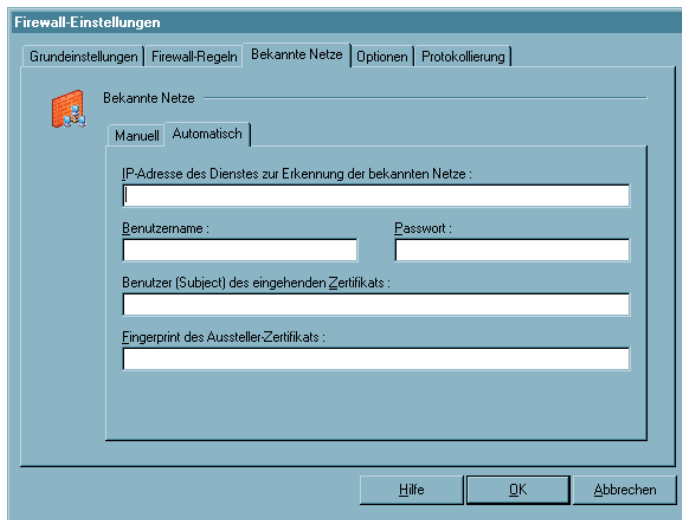 Firewall-Einstellungen
Grundeinstellungen Firewall-Regeln Bekannte Netze Optionen Protokollierung
Bekannte Netze
Manuell Automatisch
IP-Adresse des Dienstes zur Erkennung der bekannten Netze :
Benutzername : Passwort :
Benutzer (Subject) des eingehenden Zertifikats :
Fingerprint des Aussteller-Zertifikats :
Hilfe OK Abbrechen